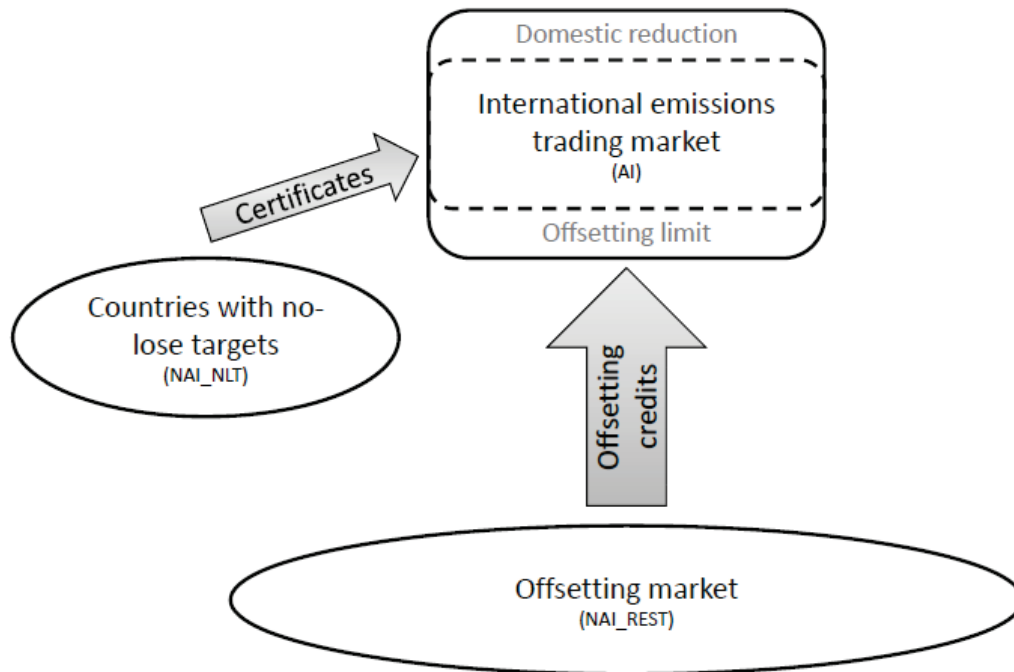 Domestic reduction
International emissions
trading market
(AI)
Offsetting limit
Certificates
Countries with no-
lose targets
(NAI_NLT)
Offsetting
credits
Offsetting market
(NAI_REST)